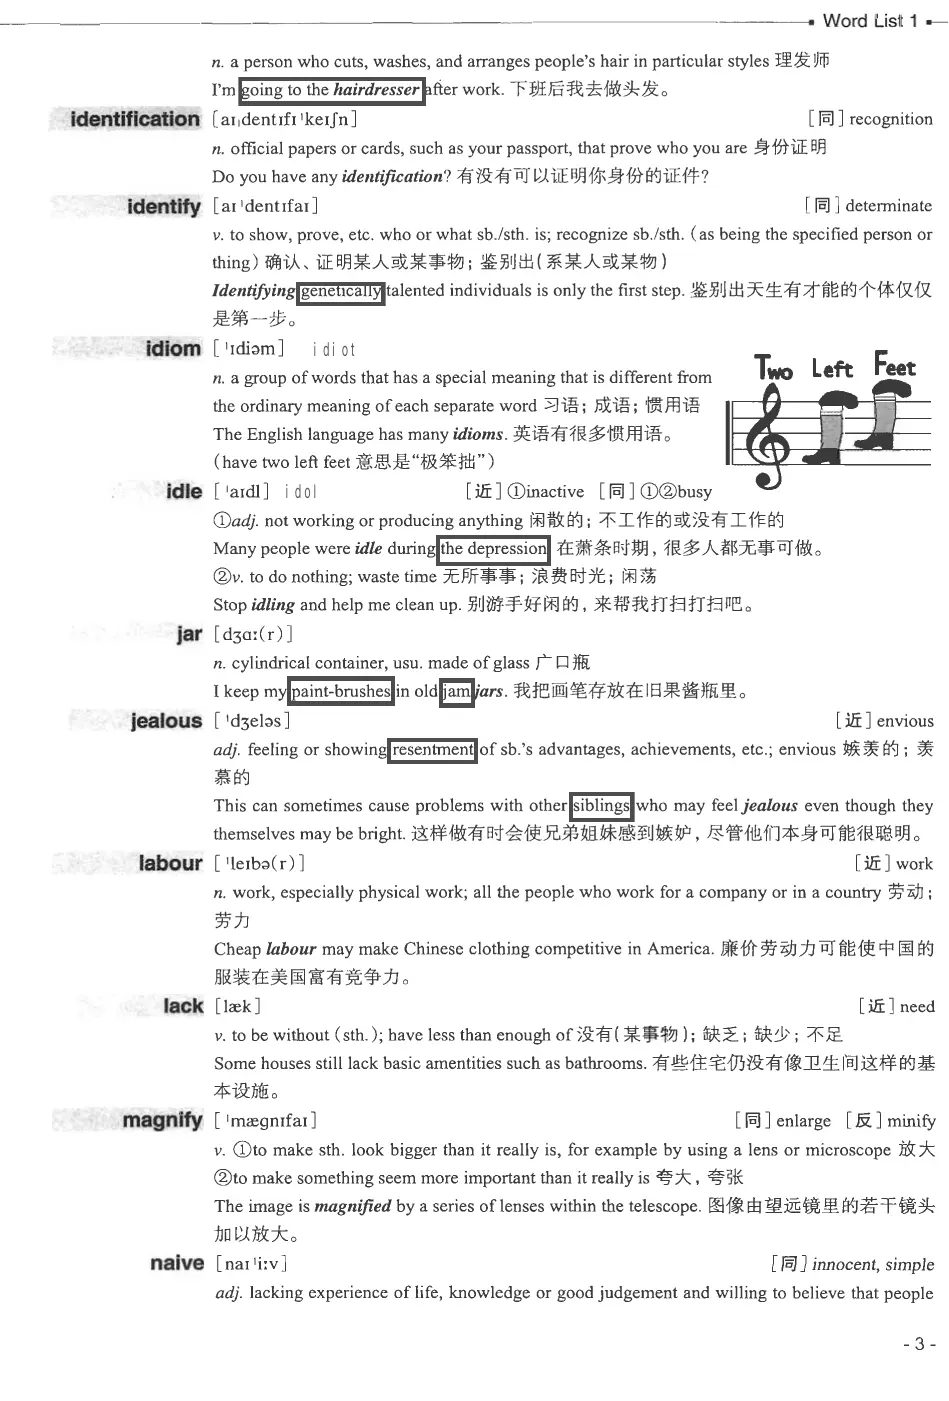 Word List 1
n. a person who cuts, washes, and arranges people's hair in particular styles 理发师
I'm going to the hairdresser after work. 下班后我去做头发。
identification [aɪˌdentɪfɪˈkeɪʃn] [同] recognition
n. official papers or cards, such as your passport, that prove who you are 身份证明
Do you have any identification? 有没有可以证明你身份的证件?
identify [aɪˈdentɪfaɪ] [同] determinate
v. to show, prove, etc. who or what sb./sth. is; recognize sb./sth. (as being the specified person or
thing) 确认、证明某人或某事物; 鉴别出(系某人或某物)
Identifying genetically talented individuals is only the first step. 鉴别出天生有才能的个体仅仅
是第一步。
idiom [ˈɪdiəm] idiot
n. a group of words that has a special meaning that is different from
the ordinary meaning of each separate word 习语; 成语; 惯用语
The English language has many idioms. 英语有很多惯用语。
(have two left feet 意思是“极笨拙”)
Two Left Feet
idle [ˈaɪdl] idol [近] ①inactive [同] ①②busy
①adj. not working or producing anything 闲散的; 不工作的或没有工作的
Many people were idle during the depression 在萧条时期, 很多人都无事可做。
②v. to do nothing; waste time 无所事事; 浪费时光; 闲荡
Stop idling and help me clean up. 别游手好闲的, 来帮我打扫打扫吧。
jar [dʒɑː(r)]
n. cylindrical container, usu. made of glass 广口瓶
I keep my paint-brushes in old jam jars. 我把画笔存放在旧果酱瓶里。
jealous [ˈdʒeləs] [近] envious
adj. feeling or showing resentment of sb.'s advantages, achievements, etc.; envious 嫉羡的; 羡
慕的
This can sometimes cause problems with other siblings who may feel jealous even though they
themselves may be bright. 这样做有时会使兄弟姐妹感到嫉妒, 尽管他们本身可能很聪明。
labour [ˈleɪbə(r)] [近] work
n. work, especially physical work; all the people who work for a company or in a country 劳动;
劳力
Cheap labour may make Chinese clothing competitive in America. 廉价劳动力可能使中国的
服装在美国富有竞争力。
lack [læk] [近] need
v. to be without (sth.); have less than enough of 没有(某事物); 缺乏; 缺少; 不足
Some houses still lack basic amentities such as bathrooms. 有些住宅仍没有像卫生间这样的基
本设施。
magnify [ˈmæɡnɪfaɪ] [同] enlarge [反] minify
v. ①to make sth. look bigger than it really is, for example by using a lens or microscope 放大
②to make something seem more important than it really is 夸大, 夸张
The image is magnified by a series of lenses within the telescope. 图像由望远镜里的若干镜头
加以放大。
naive [naɪˈiːv] [同] innocent, simple
adj. lacking experience of life, knowledge or good judgement and willing to believe that people
- 3 -